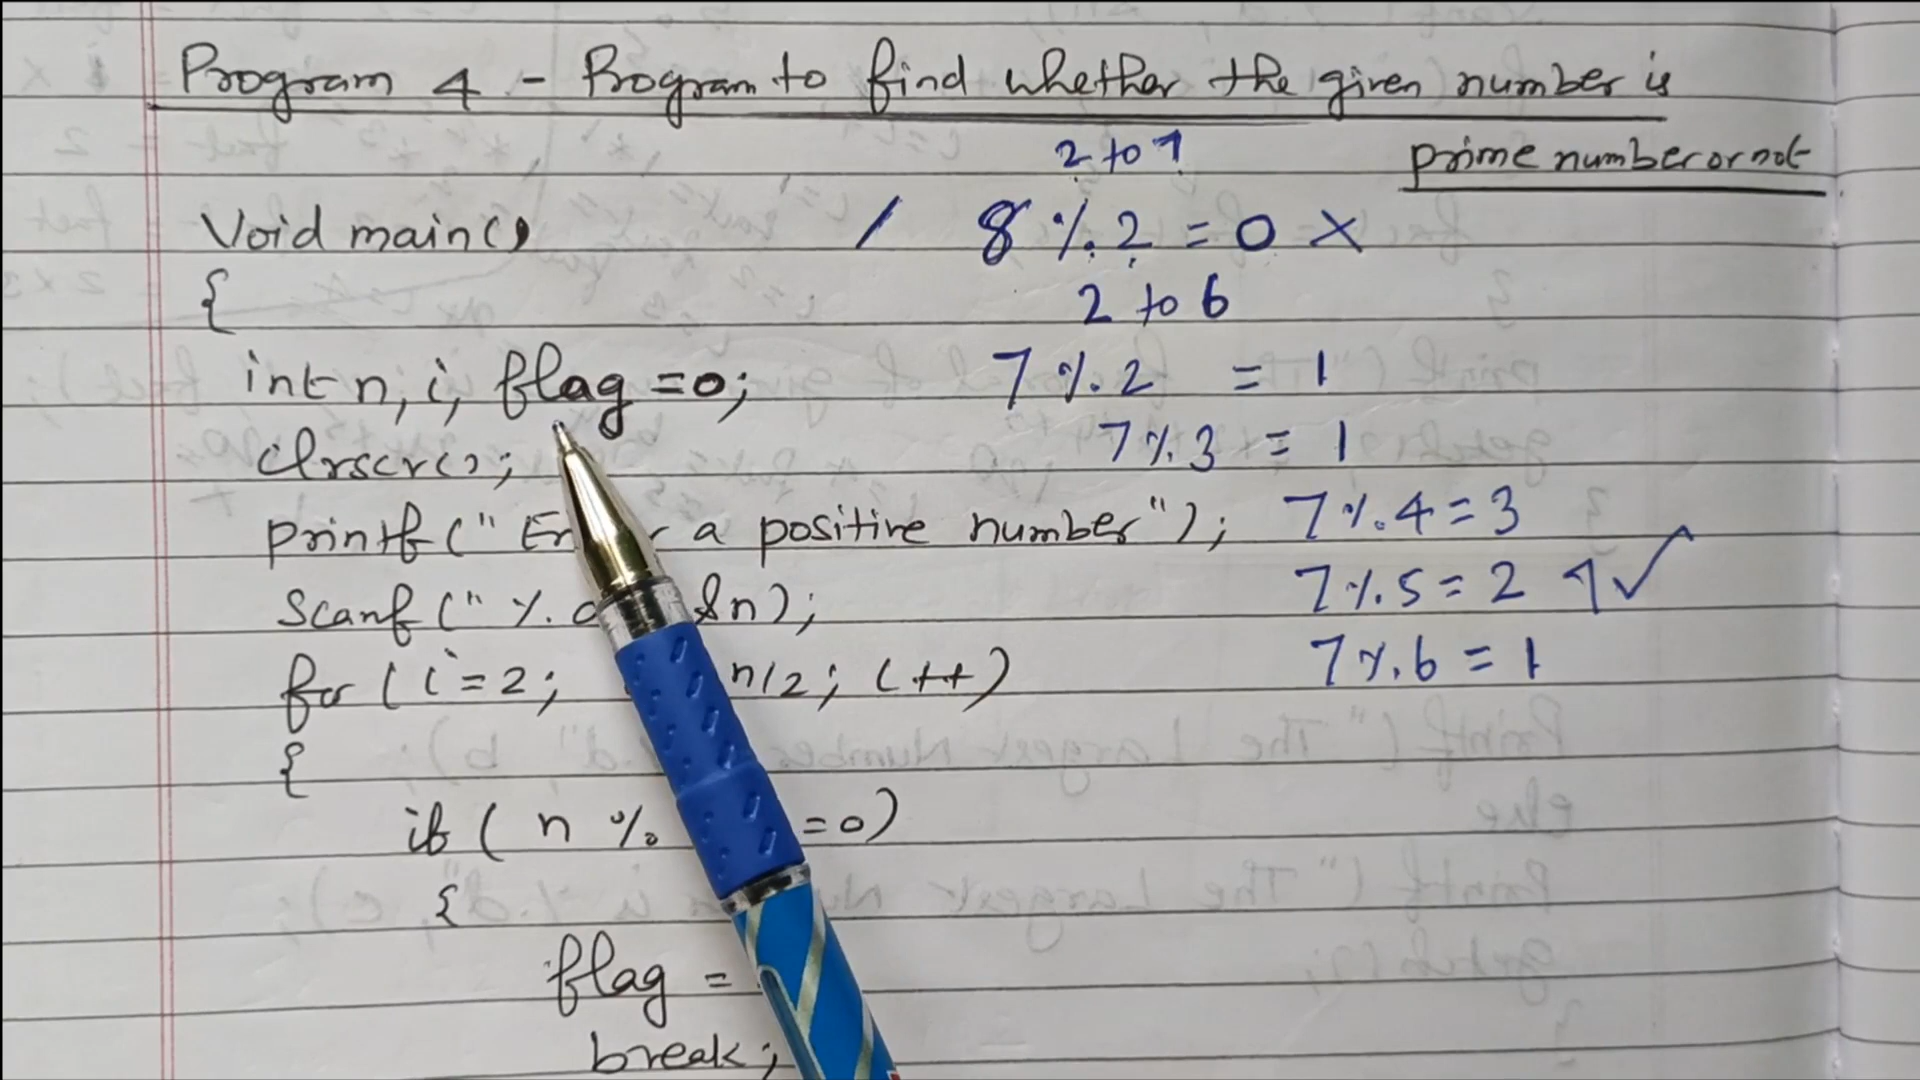 Program 4 - Program to find whether the given number is
prime number or not
2 to 7
Void main()
/ 8 % 2 = 0 X
{
2 to 6
int n, i, flag = 0;
7 % 2 = 1
clrscr();
7 % 3 = 1
printf(" a positive number");
7 % 4 = 3
scanf(" %. &n);
7 % 5 = 2 7 ✓
for (i = 2; n/2; i++)
7 % 6 = 1
{
if ( n % =0)
{
flag =
break;